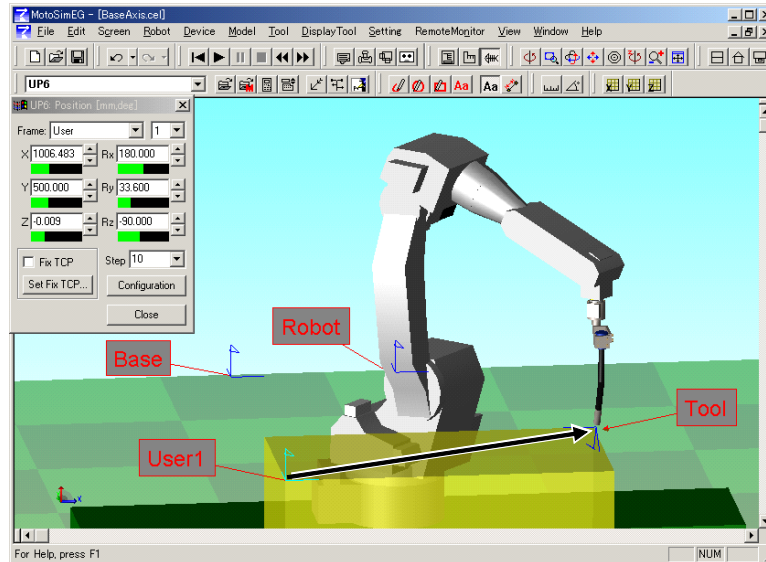 MotoSimEG - [BaseAxis.cel]
File Edit Screen Robot Device Model Tool DisplayTool Setting RemoteMonitor View Window Help
UP6
Aa Aa
UP6: Position [mm,deg]
Frame: User 1
X 1006.483 Rx 180.000
Y 500.000 Ry 33.600
Z -0.009 Rz -90.000
Fix TCP Step 10
Set Fix TCP... Configuration
Close
Robot
Base
Tool
User1
x
For Help, press F1 NUM